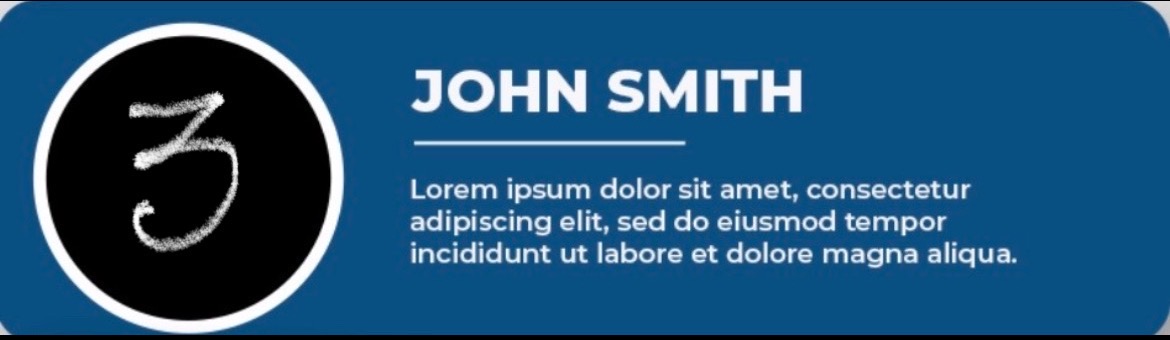 3
JOHN SMITH
Lorem ipsum dolor sit amet, consectetur
adipiscing elit, sed do eiusmod tempor
incididunt ut labore et dolore magna aliqua.